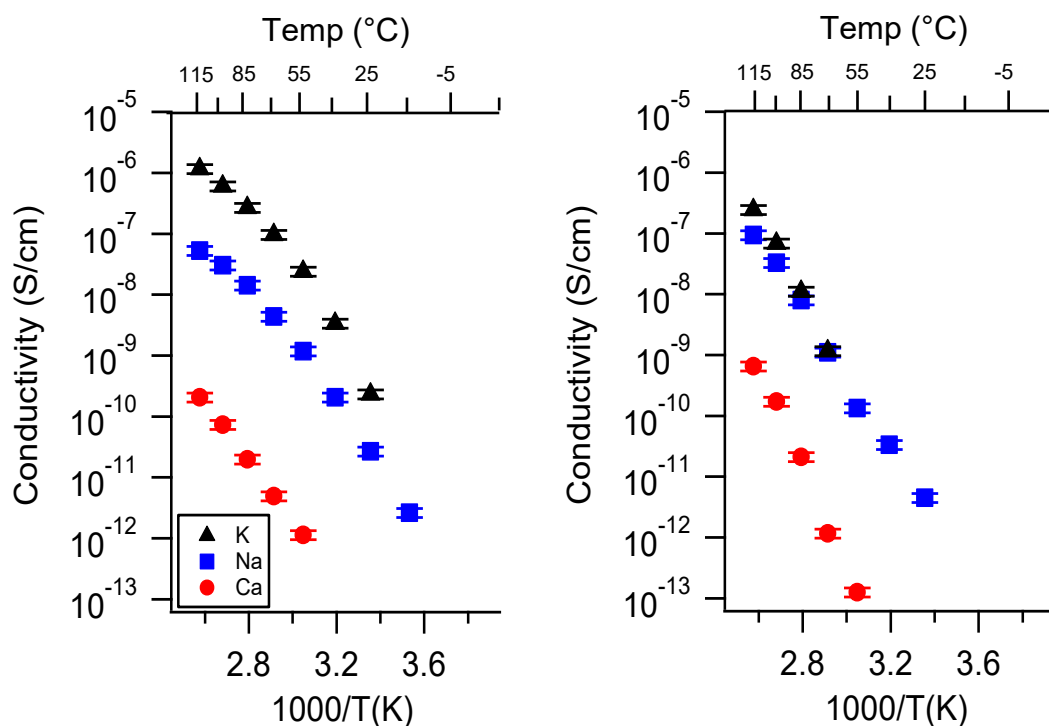 Temp (°C)
115 85 55 25 -5
Conductivity (S/cm)
10-5
10-6
10-7
10-8
10-9
10-10
10-11
10-12
10-13
K
Na
Ca
2.8 3.2 3.6
1000/T(K)
Temp (°C)
115 85 55 25 -5
Conductivity (S/cm)
10-5
10-6
10-7
10-8
10-9
10-10
10-11
10-12
10-13
2.8 3.2 3.6
1000/T(K)